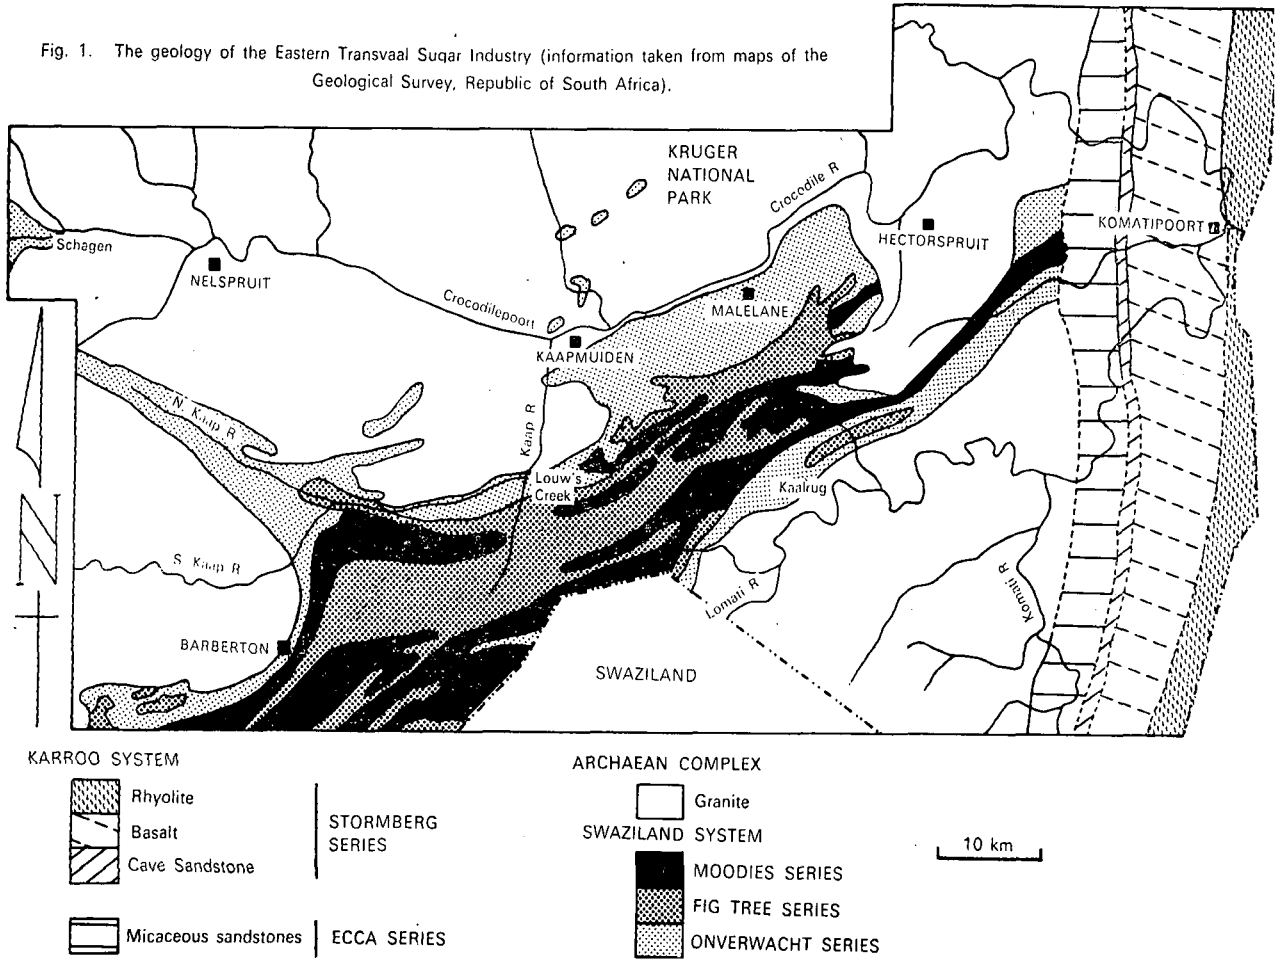 Fig. 1. The geology of the Eastern Transvaal Sugar Industry (information taken from maps of the
Geological Survey, Republic of South Africa).
KRUGER
NATIONAL
PARK
Crocodile R
Schagen
NELSPRUIT
HECTORSPRUIT
KOMATIPOORT
Crocodilepoort
MALELANE
KAAPMUIDEN
N. Kaap R
Kaap R
Louw's
Creek
Kaalrug
N
S Kaap R
Lomati R
Komati R
BARBERTON
SWAZILAND
KARROO SYSTEM
Rhyolite
Basalt
Cave Sandstone
STORMBERG
SERIES
Micaceous sandstones
ECCA SERIES
ARCHAEAN COMPLEX
Granite
SWAZILAND SYSTEM
MOODIES SERIES
FIG TREE SERIES
ONVERWACHT SERIES
10 km